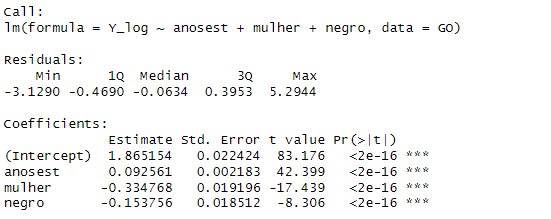 Call:
lm(formula = Y_log ~ anosest + mulher + negro, data = GO)
Residuals:
Min 1Q Median 3Q Max
-3.1290 -0.4690 -0.0634 0.3953 5.2944
Coefficients:
Estimate Std. Error t value Pr(>|t|)
(Intercept) 1.865154 0.022424 83.176 <2e-16 ***
anosest 0.092561 0.002183 42.399 <2e-16 ***
mulher -0.334768 0.019196 -17.439 <2e-16 ***
negro -0.153756 0.018512 -8.306 <2e-16 ***